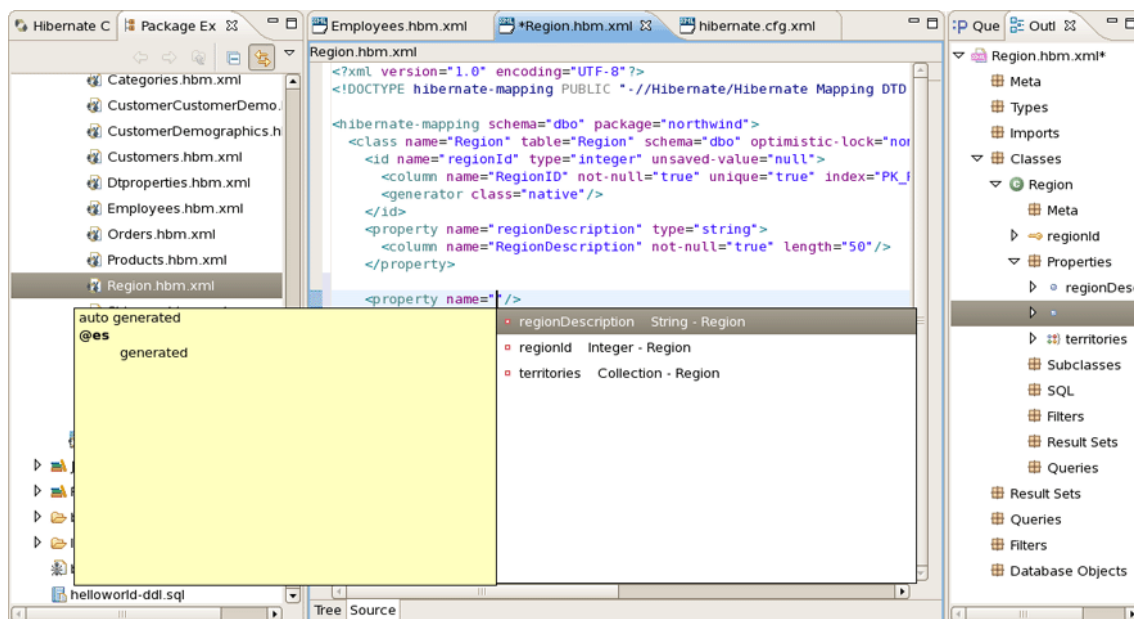 Hibernate C
Package Ex
Categories.hbm.xml
CustomerCustomerDemo.
CustomerDemographics.h
Customers.hbm.xml
Dtproperties.hbm.xml
Employees.hbm.xml
Orders.hbm.xml
Products.hbm.xml
Region.hbm.xml
helloworld-ddl.sql
Employees.hbm.xml
*Region.hbm.xml
hibernate.cfg.xml
Region.hbm.xml
<?xml version="1.0" encoding="UTF-8"?>
<!DOCTYPE hibernate-mapping PUBLIC "-//Hibernate/Hibernate Mapping DTD
<hibernate-mapping schema="dbo" package="northwind">
<class name="Region" table="Region" schema="dbo" optimistic-lock="nor
<id name="regionId" type="integer" unsaved-value="null">
<column name="RegionID" not-null="true" unique="true" index="PK_
<generator class="native"/>
</id>
<property name="regionDescription" type="string">
<column name="RegionDescription" not-null="true" length="50"/>
</property>
<property name=""/>
auto generated
@es
generated
regionDescription String - Region
regionId Integer - Region
territories Collection - Region
Tree
Source
:P Que
Outl
Region.hbm.xml*
Meta
Types
Imports
Classes
Region
Meta
regionId
Properties
regionDes
territories
Subclasses
SQL
Filters
Result Sets
Queries
Result Sets
Queries
Filters
Database Objects